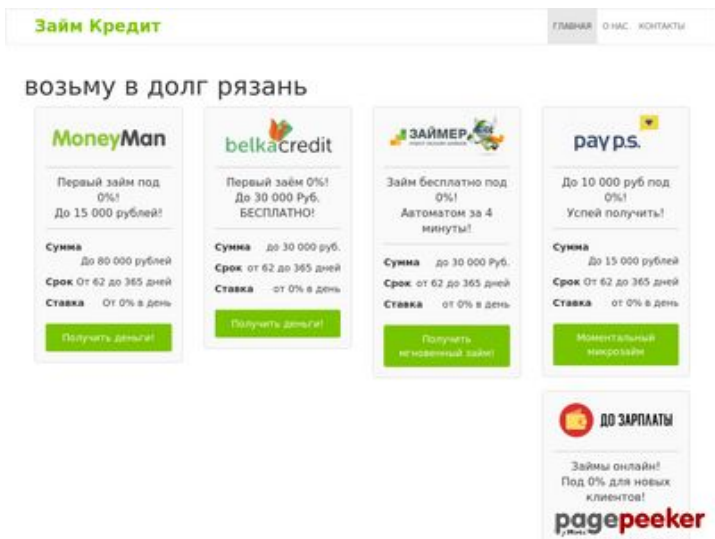 Займ Кредит
ГЛАВНАЯ О НАС КОНТАКТЫ
возьму в долг рязань
MoneyMan
Первый займ под
0%!
До 15 000 рублей!
Сумма
До 80 000 рублей
Срок От 62 до 365 дней
Ставка От 0% в день
Получить деньги!
belkacredit
Первый заём 0%!
До 30 000 Руб.
БЕСПЛАТНО!
Сумма до 30 000 руб.
Срок от 62 до 365 дней
Ставка от 0% в день
Получить деньги!
ЗАЙМЕР
Займ бесплатно под
0%!
Автоматом за 4
минуты!
Сумма до 30 000 Руб.
Срок от 62 до 365 дней
Ставка от 0% в день
Получить
мгновенный займ!
pay p.s.
До 10 000 руб под
0%!
Успей получить!
Сумма
До 15 000 рублей
Срок От 62 до 365 дней
Ставка от 0% в день
Моментальный
микрозайм
ДО ЗАРПЛАТЫ
Займы онлайн!
Под 0% для новых
клиентов!
pagepeeker